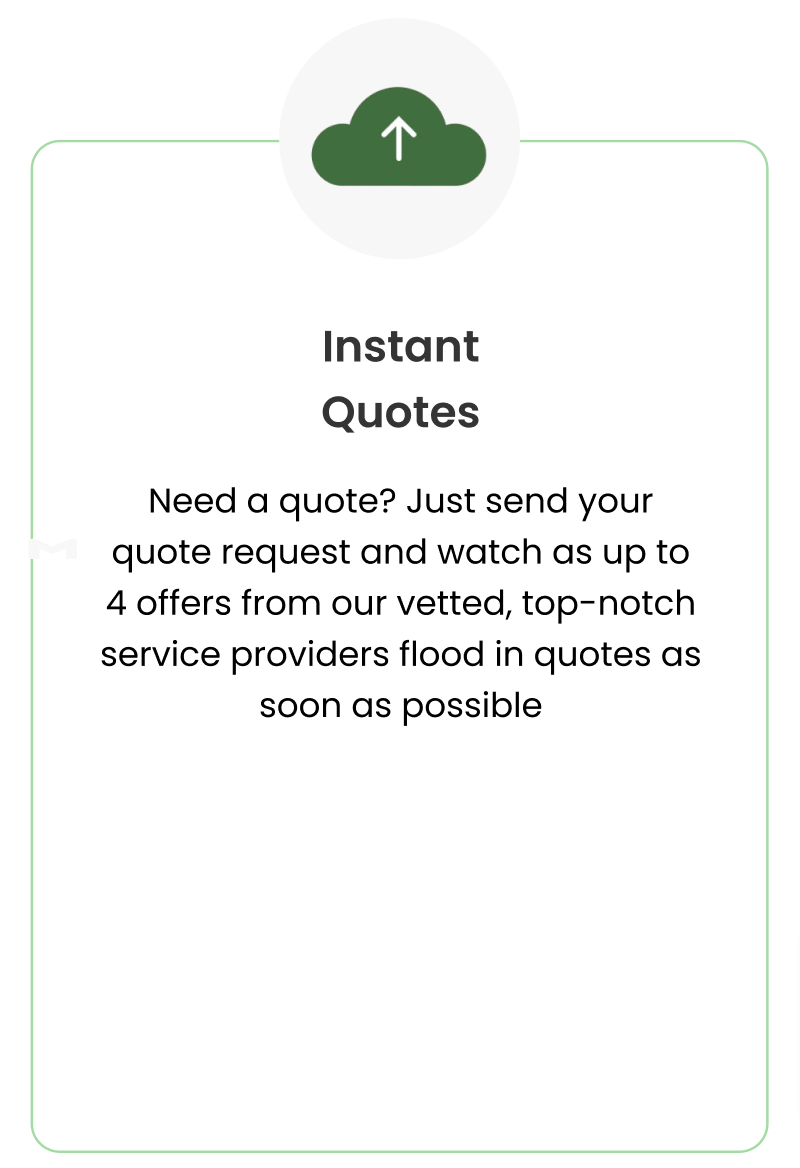 Instant
Quotes
Need a quote? Just send your
quote request and watch as up to
4 offers from our vetted, top-notch
service providers flood in quotes as
soon as possible